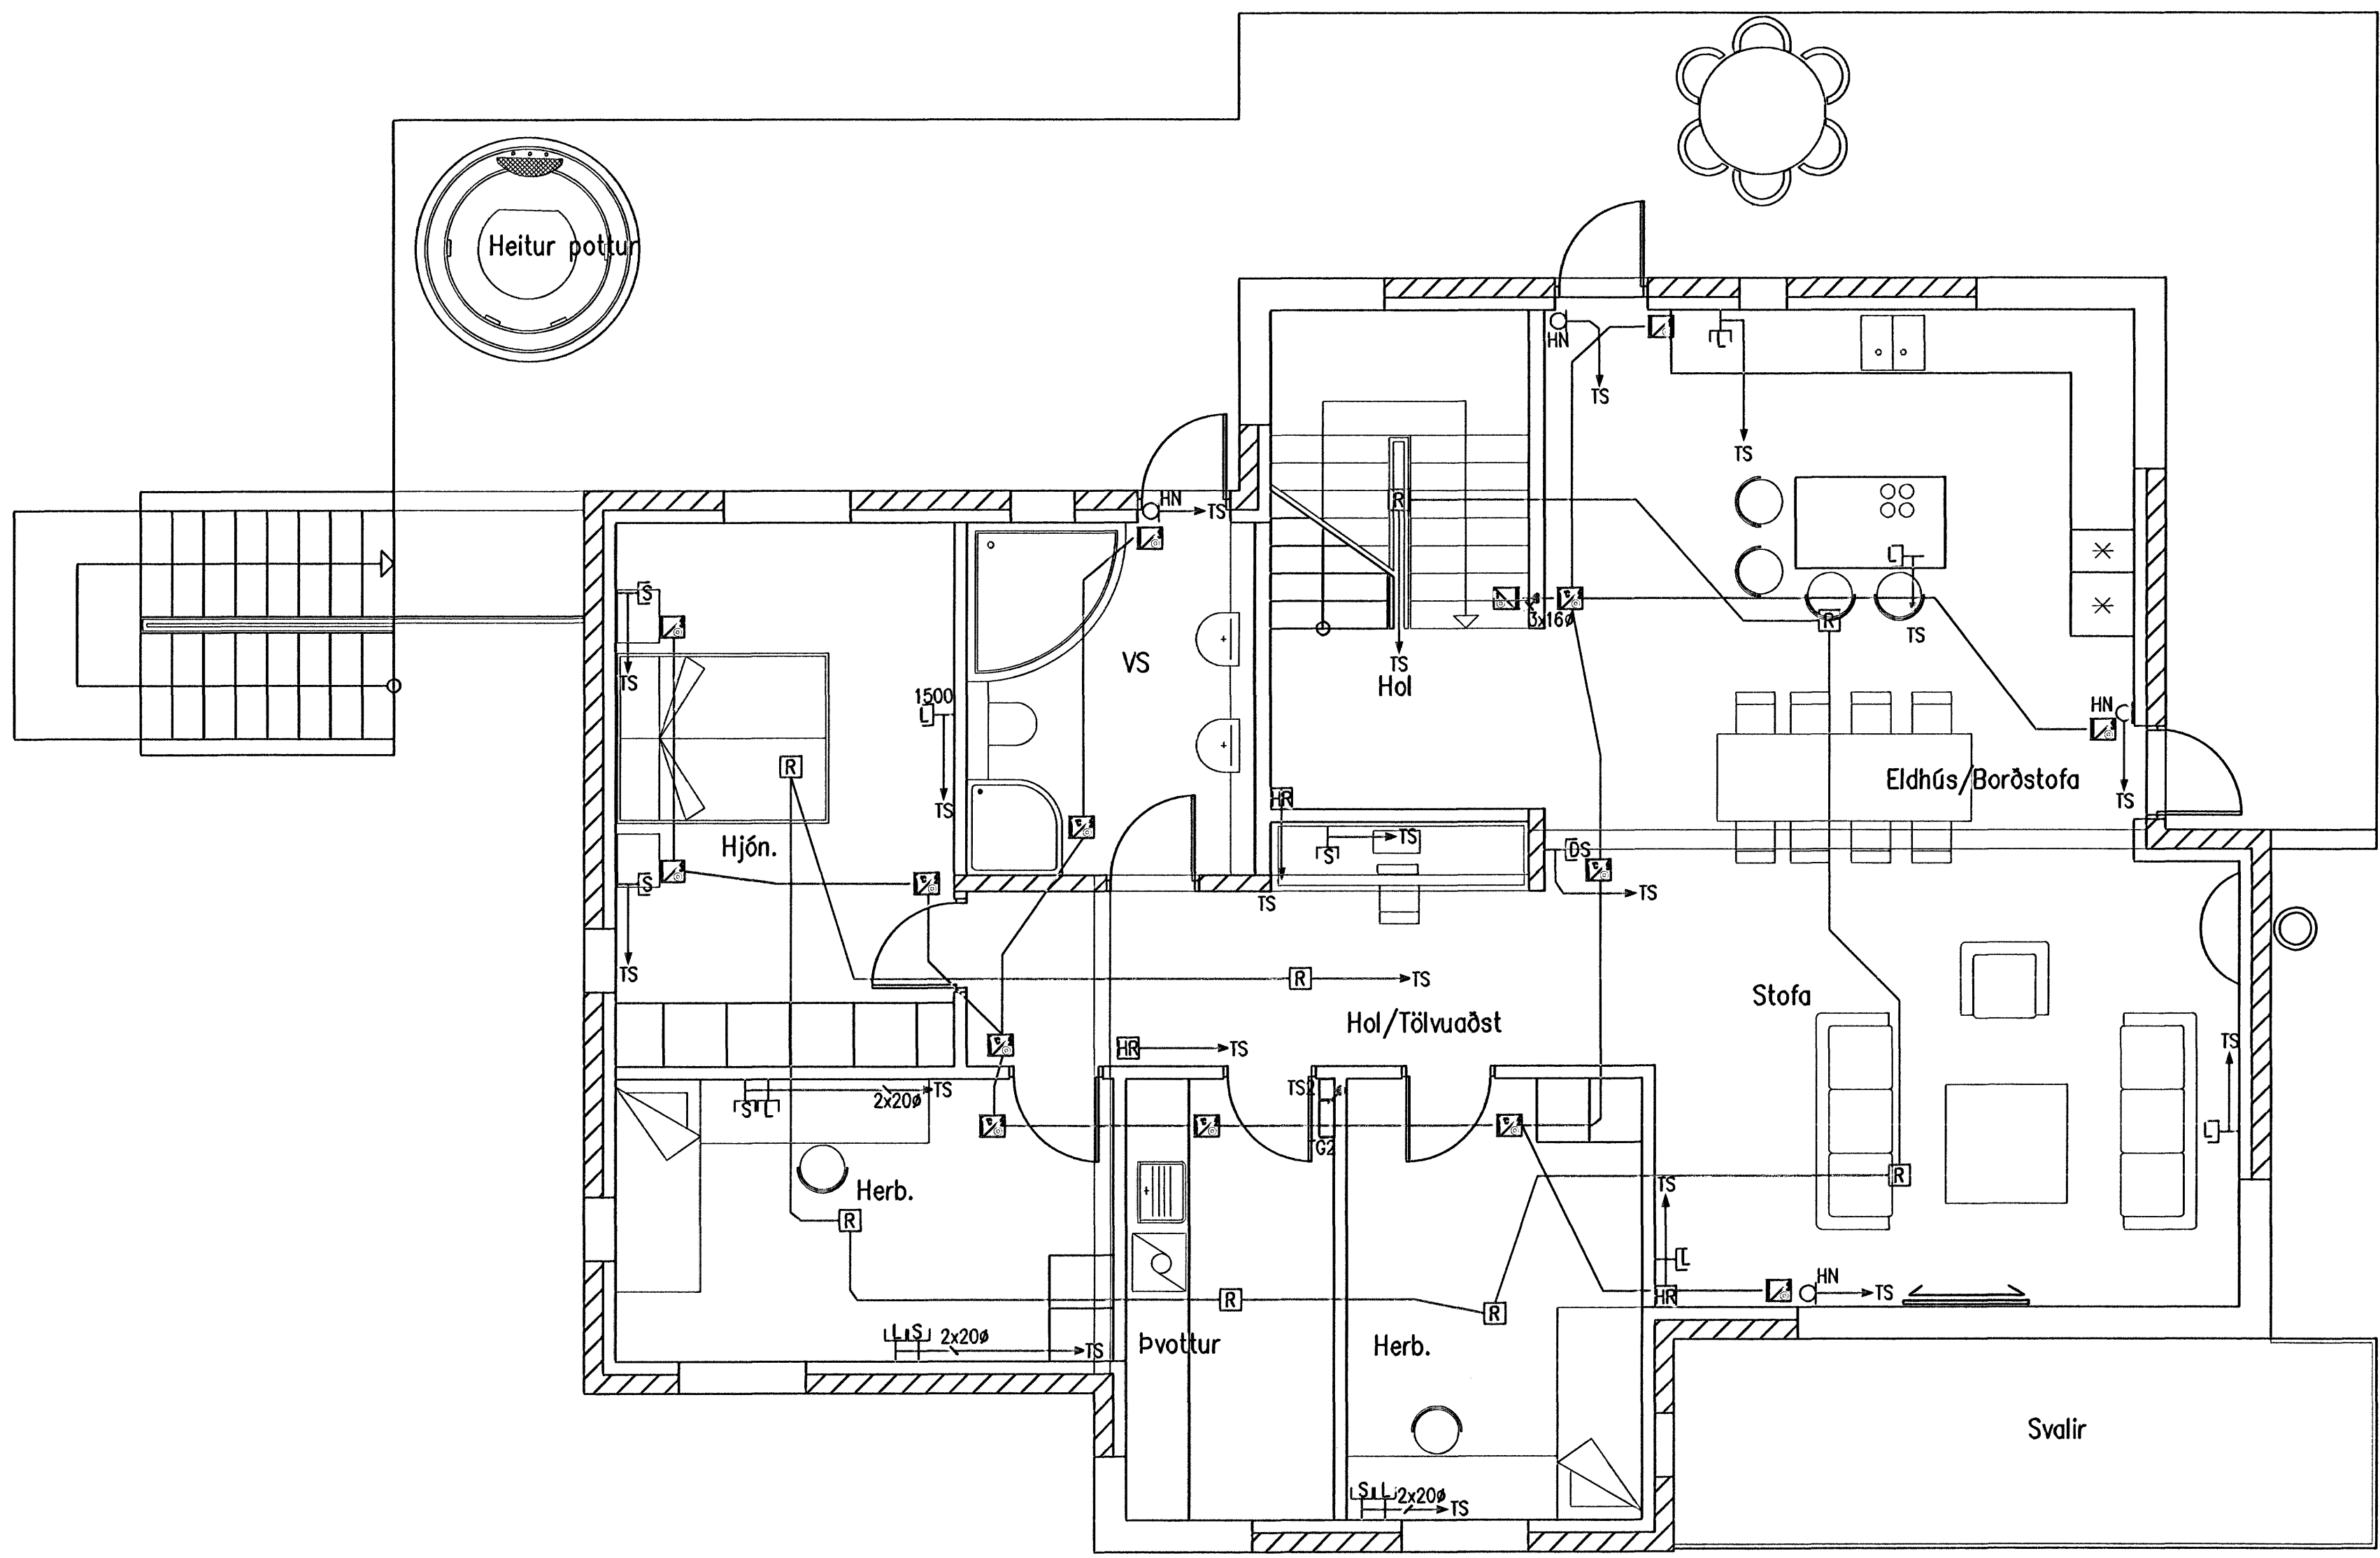 Heitur pottur
HN
L
TS
TS
R
HN
TS
S
3x16ø
L
TS
R
TS
VS
TS
Hol
1500
L
TS
HN
TS
R
Hjón.
HR
Eldhús/Borðstofa
S
TS
DS
TS
S
TS
TS
R
TS
Stofa
Hol/Tölvuaðst
HR
TS
TS
L
S
L
2x20ø
TS
TS2
G2
R
TS
Herb.
R
L
HR
HN
TS
R
R
L
S
2x20ø
TS
Þvottur
Herb.
Svalir
S
L
2x20ø
TS